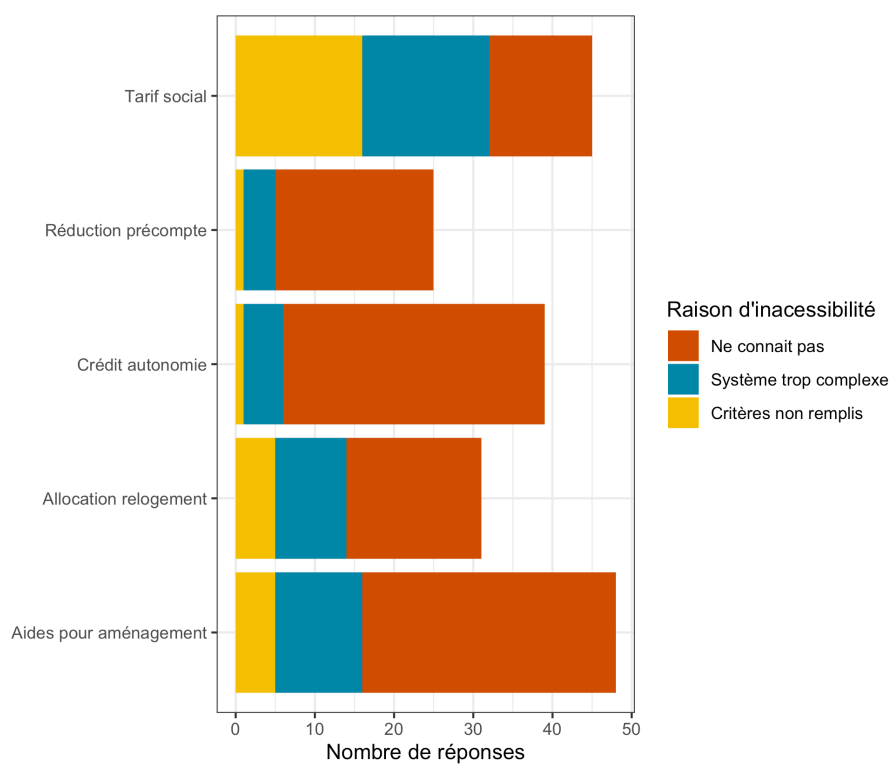 Tarif social
Réduction précompte
Crédit autonomie
Allocation relogement
Aides pour aménagement
0 10 20 30 40 50
Nombre de réponses
Raison d'inacessibilité
Ne connait pas
Système trop complexe
Critères non remplis